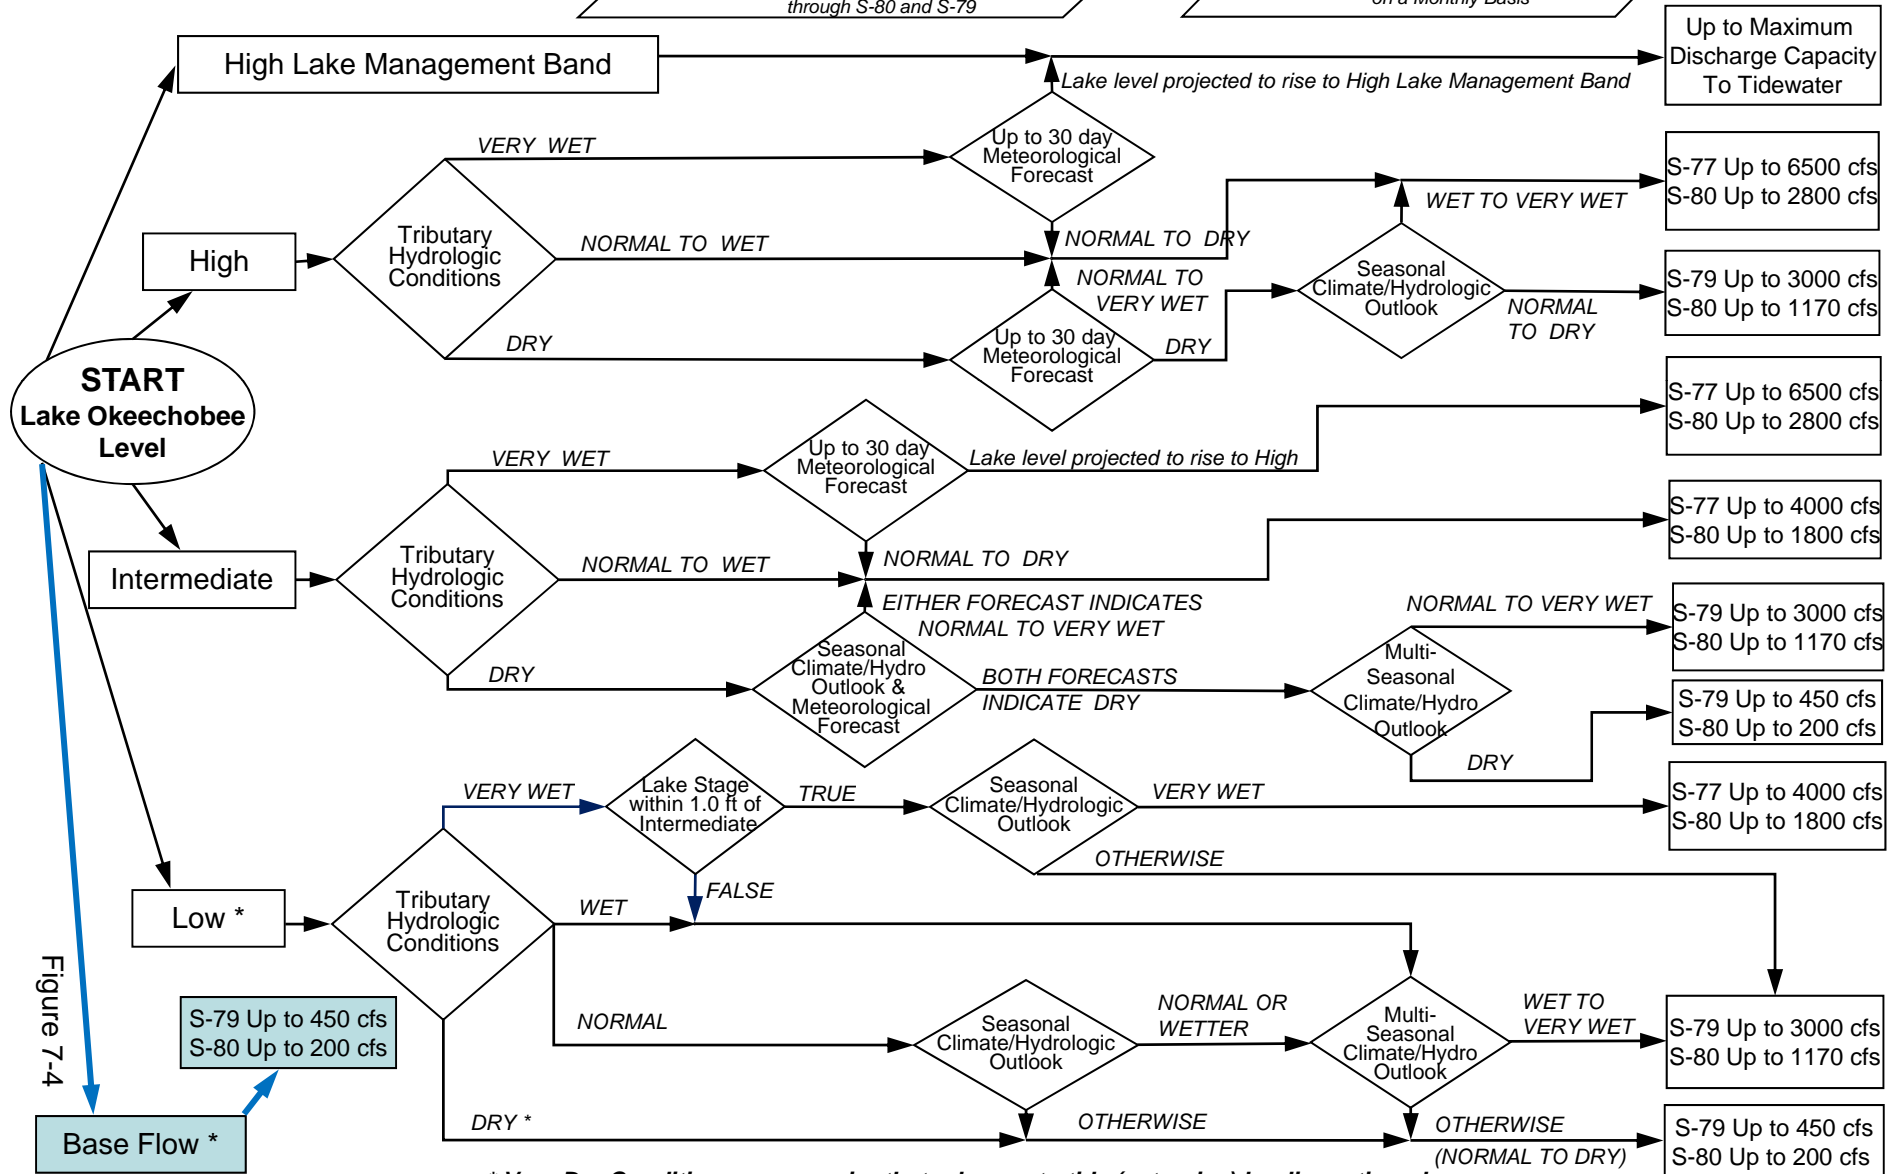 through S-80 and S-79
on a Monthly Basis
High Lake Management Band
Up to Maximum
Discharge Capacity
To Tidewater
Lake level projected to rise to High Lake Management Band
VERY WET
Up to 30 day
Meteorological
Forecast
S-77 Up to 6500 cfs
S-80 Up to 2800 cfs
WET TO VERY WET
High
Tributary
Hydrologic
Conditions
NORMAL TO WET
NORMAL TO DRY
NORMAL TO
VERY WET
Seasonal
Climate/Hydrologic
Outlook
NORMAL
TO DRY
S-79 Up to 3000 cfs
S-80 Up to 1170 cfs
DRY
Up to 30 day
Meteorological
Forecast
DRY
START
Lake Okeechobee
Level
S-77 Up to 6500 cfs
S-80 Up to 2800 cfs
VERY WET
Up to 30 day
Meteorological
Forecast
Lake level projected to rise to High
S-77 Up to 4000 cfs
S-80 Up to 1800 cfs
Intermediate
Tributary
Hydrologic
Conditions
NORMAL TO WET
NORMAL TO DRY
EITHER FORECAST INDICATES
NORMAL TO VERY WET
NORMAL TO VERY WET
S-79 Up to 3000 cfs
S-80 Up to 1170 cfs
DRY
Seasonal
Climate/Hydro
Outlook &
Meteorological
Forecast
BOTH FORECASTS
INDICATE DRY
Multi-
Seasonal
Climate/Hydro
Outlook
DRY
S-79 Up to 450 cfs
S-80 Up to 200 cfs
VERY WET
Lake Stage
within 1.0 ft of
Intermediate
TRUE
Seasonal
Climate/Hydrologic
Outlook
VERY WET
S-77 Up to 4000 cfs
S-80 Up to 1800 cfs
OTHERWISE
FALSE
Low *
Tributary
Hydrologic
Conditions
WET
NORMAL
Seasonal
Climate/Hydrologic
Outlook
NORMAL OR
WETTER
Multi-
Seasonal
Climate/Hydro
Outlook
WET TO
VERY WET
S-79 Up to 3000 cfs
S-80 Up to 1170 cfs
Figure 7-4
S-79 Up to 450 cfs
S-80 Up to 200 cfs
Base Flow *
DRY *
OTHERWISE
OTHERWISE
(NORMAL TO DRY)
S-79 Up to 450 cfs
S-80 Up to 200 cfs